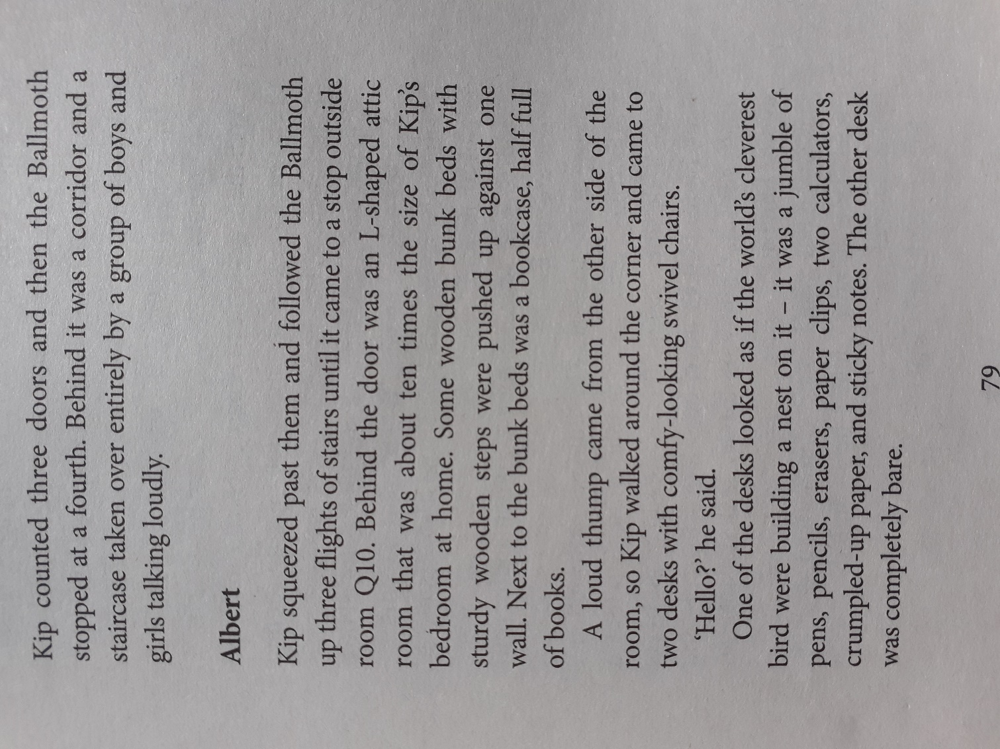 Kip counted three doors and then the Ballmoth
stopped at a fourth. Behind it was a corridor and a
staircase taken over entirely by a group of boys and
girls talking loudly.
Albert
Kip squeezed past them and followed the Ballmoth
up three flights of stairs until it came to a stop outside
room Q10. Behind the door was an L-shaped attic
room that was about ten times the size of Kip’s
bedroom at home. Some wooden bunk beds with
sturdy wooden steps were pushed up against one
wall. Next to the bunk beds was a bookcase, half full
of books.
A loud thump came from the other side of the
room, so Kip walked around the corner and came to
two desks with comfy-looking swivel chairs.
‘Hello?’ he said.
One of the desks looked as if the world’s cleverest
bird were building a nest on it – it was a jumble of
pens, pencils, erasers, paper clips, two calculators,
crumpled-up paper, and sticky notes. The other desk
was completely bare.
79